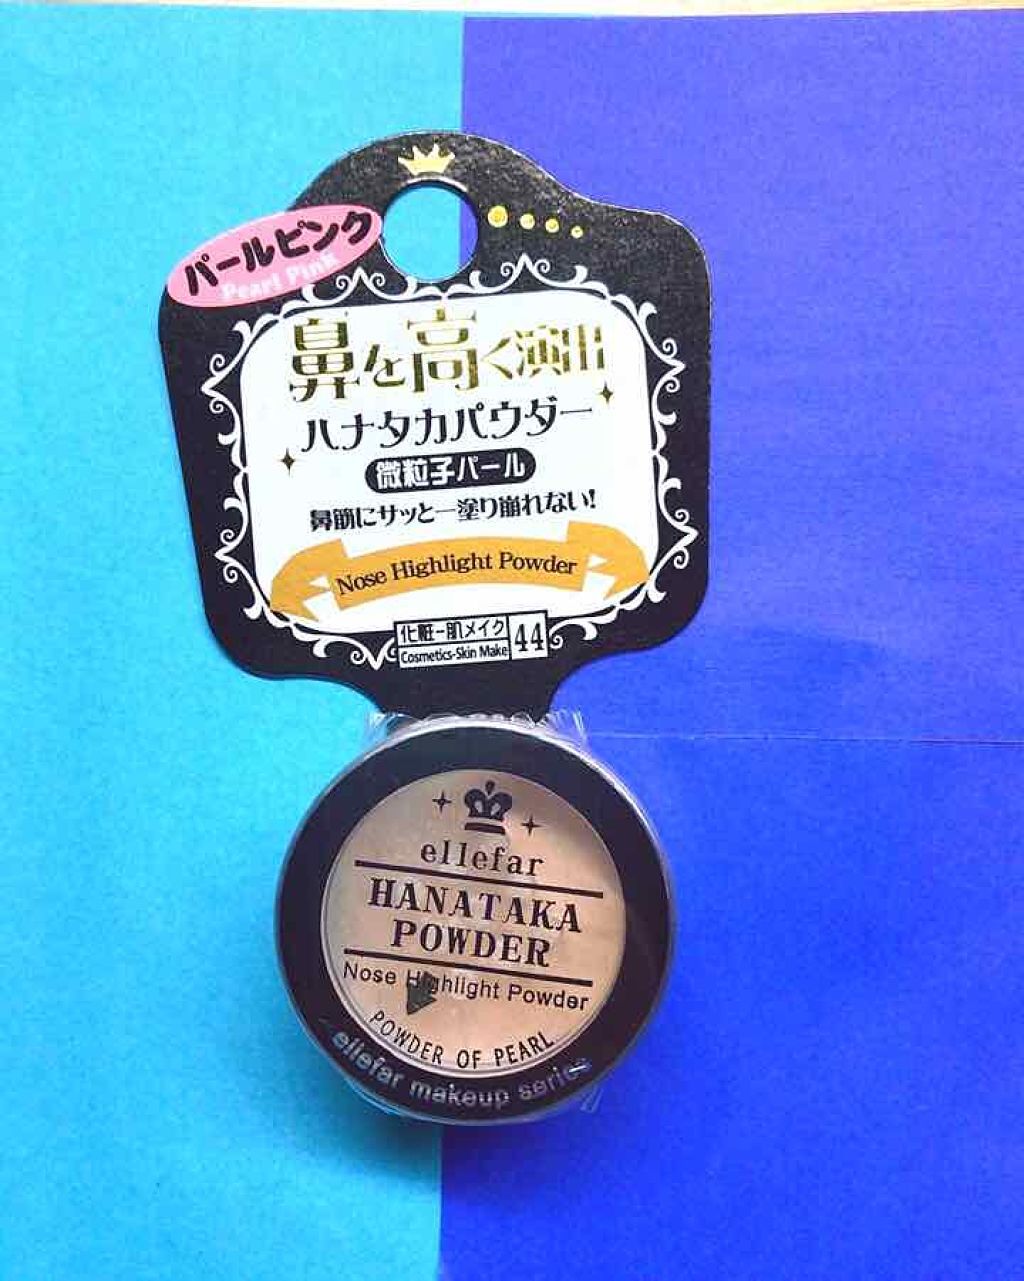 パールピンク
Pearl Pink
鼻を高く演出
ハナタカパウダー
微粒子パール
鼻筋にサッと一塗り崩れない!
Nose Highlight Powder
化粧-肌メイク 44
Cosmetics-Skin Make
ellefar
HANATAKA
POWDER
Nose Highlight Powder
POWDER OF PEARL
ellefar makeup series